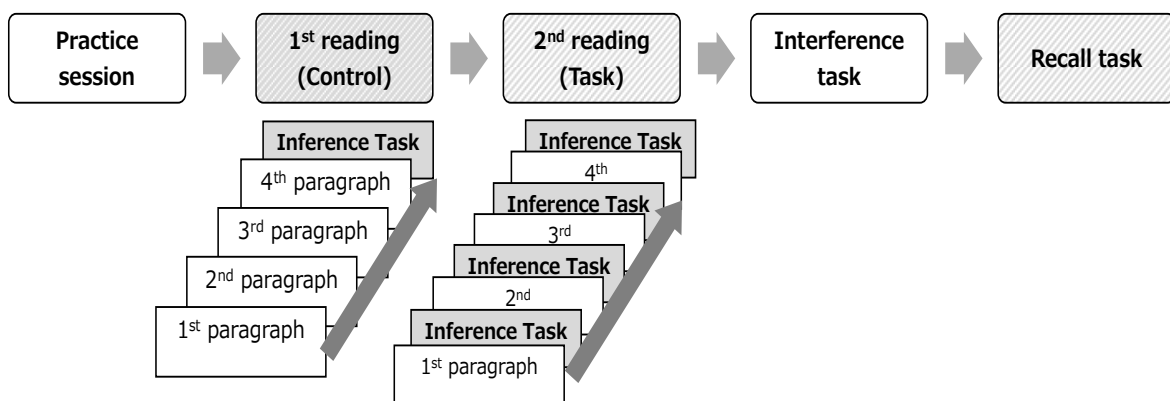 Practice
session
1st reading
(Control)
2nd reading
(Task)
Interference
task
Recall task
Inference Task
4th paragraph
3rd paragraph
2nd paragraph
1st paragraph
Inference Task
4th
Inference Task
3rd
Inference Task
2nd
Inference Task
1st paragraph